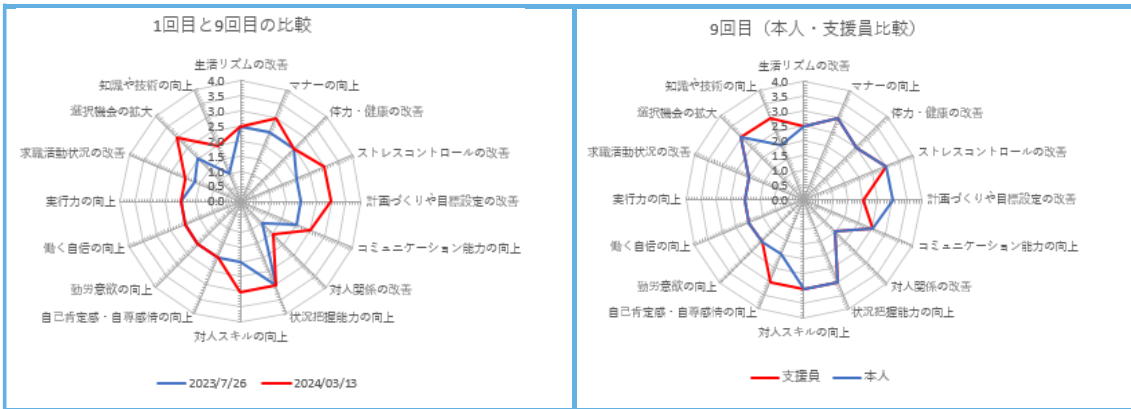 1回目と9回目の比較
生活リズムの改善
マナーの向上
体力・健康の改善
ストレスコントロールの改善
計画づくりや目標設定の改善
コミュニケーション能力の向上
対人関係の改善
状況把握能力の向上
対人スキルの向上
自己肯定感・自尊感情の向上
勤労意欲の向上
働く自信の向上
実行力の向上
求職活動状況の改善
選択機会の拡大
知識や技術の向上
4.0
3.5
3.0
2.5
2.0
1.5
1.0
0.5
0.0
2023/7/26
2024/03/13
9回目（本人・支援員比較）
生活リズムの改善
マナーの向上
体力・健康の改善
ストレスコントロールの改善
計画づくりや目標設定の改善
コミュニケーション能力の向上
対人関係の改善
状況把握能力の向上
対人スキルの向上
自己肯定感・自尊感情の向上
勤労意欲の向上
働く自信の向上
実行力の向上
求職活動状況の改善
選択機会の拡大
知識や技術の向上
4.0
3.5
3.0
2.5
2.0
1.5
1.0
0.5
0.0
支援員
本人